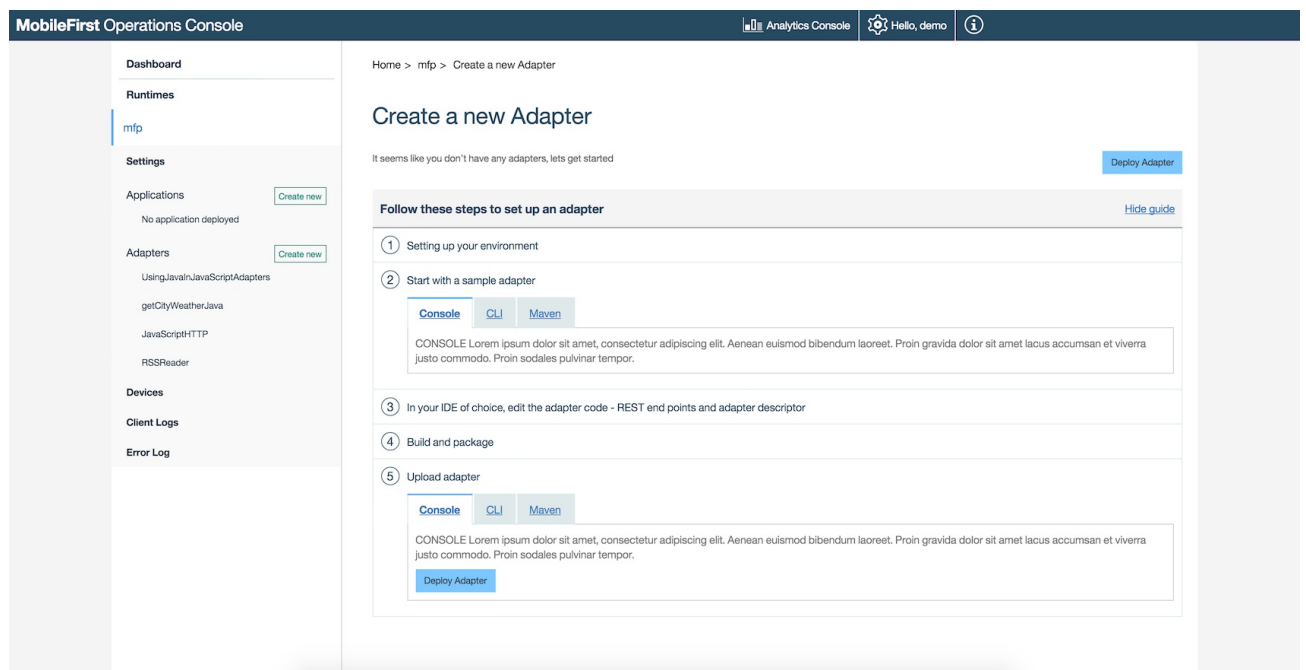 MobileFirst Operations Console
Analytics Console
Hello, demo
Dashboard
Runtimes
mfp
Settings
Applications
Create new
No application deployed
Adapters
Create new
UsingJavaInJavaScriptAdapters
getCityWeatherJava
JavaScriptHTTP
RSSReader
Devices
Client Logs
Error Log
Home > mfp > Create a new Adapter
Create a new Adapter
It seems like you don't have any adapters, lets get started
Deploy Adapter
Follow these steps to set up an adapter
Hide guide
1 Setting up your environment
2 Start with a sample adapter
Console CLI Maven
CONSOLE Lorem ipsum dolor sit amet, consectetur adipiscing elit. Aenean euismod bibendum laoreet. Proin gravida dolor sit amet lacus accumsan et viverra
justo commodo. Proin sodales pulvinar tempor.
3 In your IDE of choice, edit the adapter code - REST end points and adapter descriptor
4 Build and package
5 Upload adapter
Console CLI Maven
CONSOLE Lorem ipsum dolor sit amet, consectetur adipiscing elit. Aenean euismod bibendum laoreet. Proin gravida dolor sit amet lacus accumsan et viverra
justo commodo. Proin sodales pulvinar tempor.
Deploy Adapter